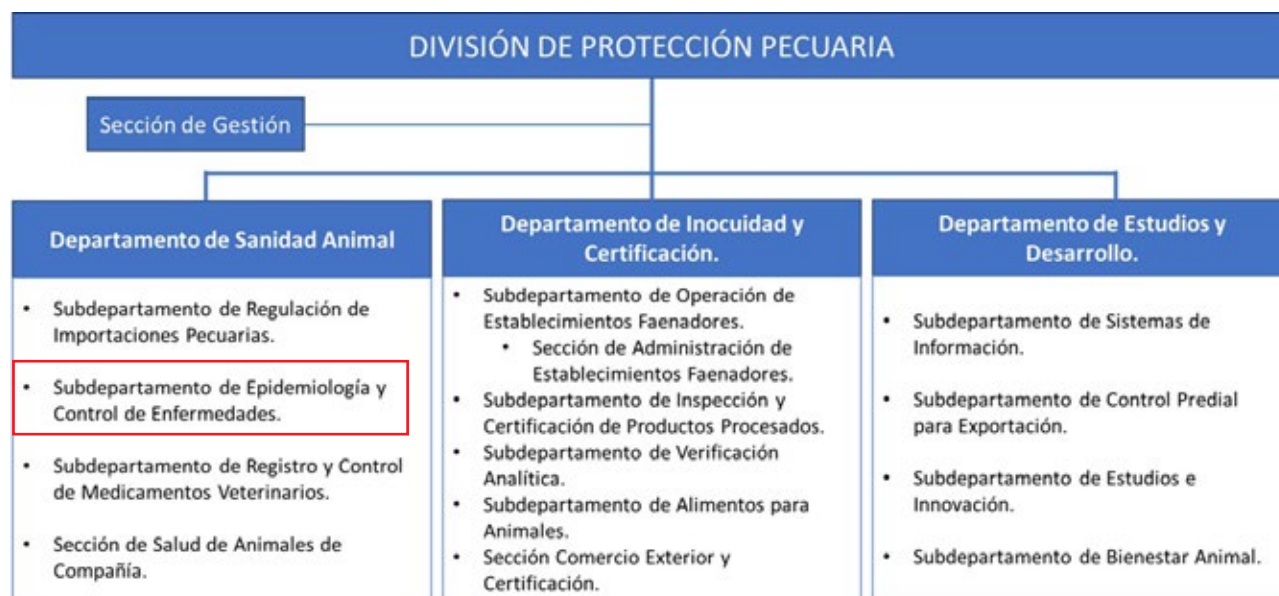 DIVISIÓN DE PROTECCIÓN PECUARIA
Sección de Gestión
Departamento de Sanidad Animal
• Subdepartamento de Regulación de
Importaciones Pecuarias.
• Subdepartamento de Epidemiología y
Control de Enfermedades.
• Subdepartamento de Registro y Control
de Medicamentos Veterinarios.
• Sección de Salud de Animales de
Compañía.
Departamento de Inocuidad y
Certificación.
• Subdepartamento de Operación de
Establecimientos Faenadores.
• Sección de Administración de
Establecimientos Faenadores.
• Subdepartamento de Inspección y
Certificación de Productos Procesados.
• Subdepartamento de Verificación
Analítica.
• Subdepartamento de Alimentos para
Animales.
• Sección Comercio Exterior y
Certificación.
Departamento de Estudios y
Desarrollo.
• Subdepartamento de Sistemas de
Información.
• Subdepartamento de Control Predial
para Exportación.
• Subdepartamento de Estudios e
Innovación.
• Subdepartamento de Bienestar Animal.